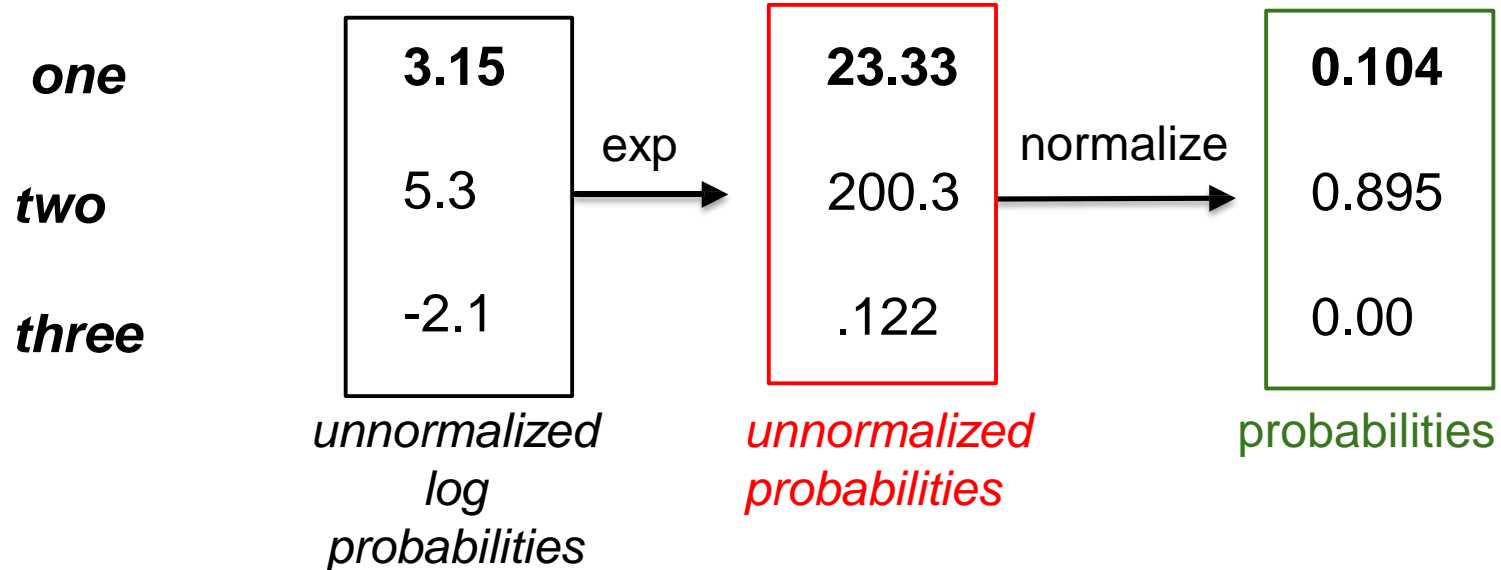 one 3.15 23.33 0.104
exp normalize
two 5.3 200.3 0.895
three -2.1 .122 0.00
unnormalized unnormalized probabilities
log probabilities
probabilities